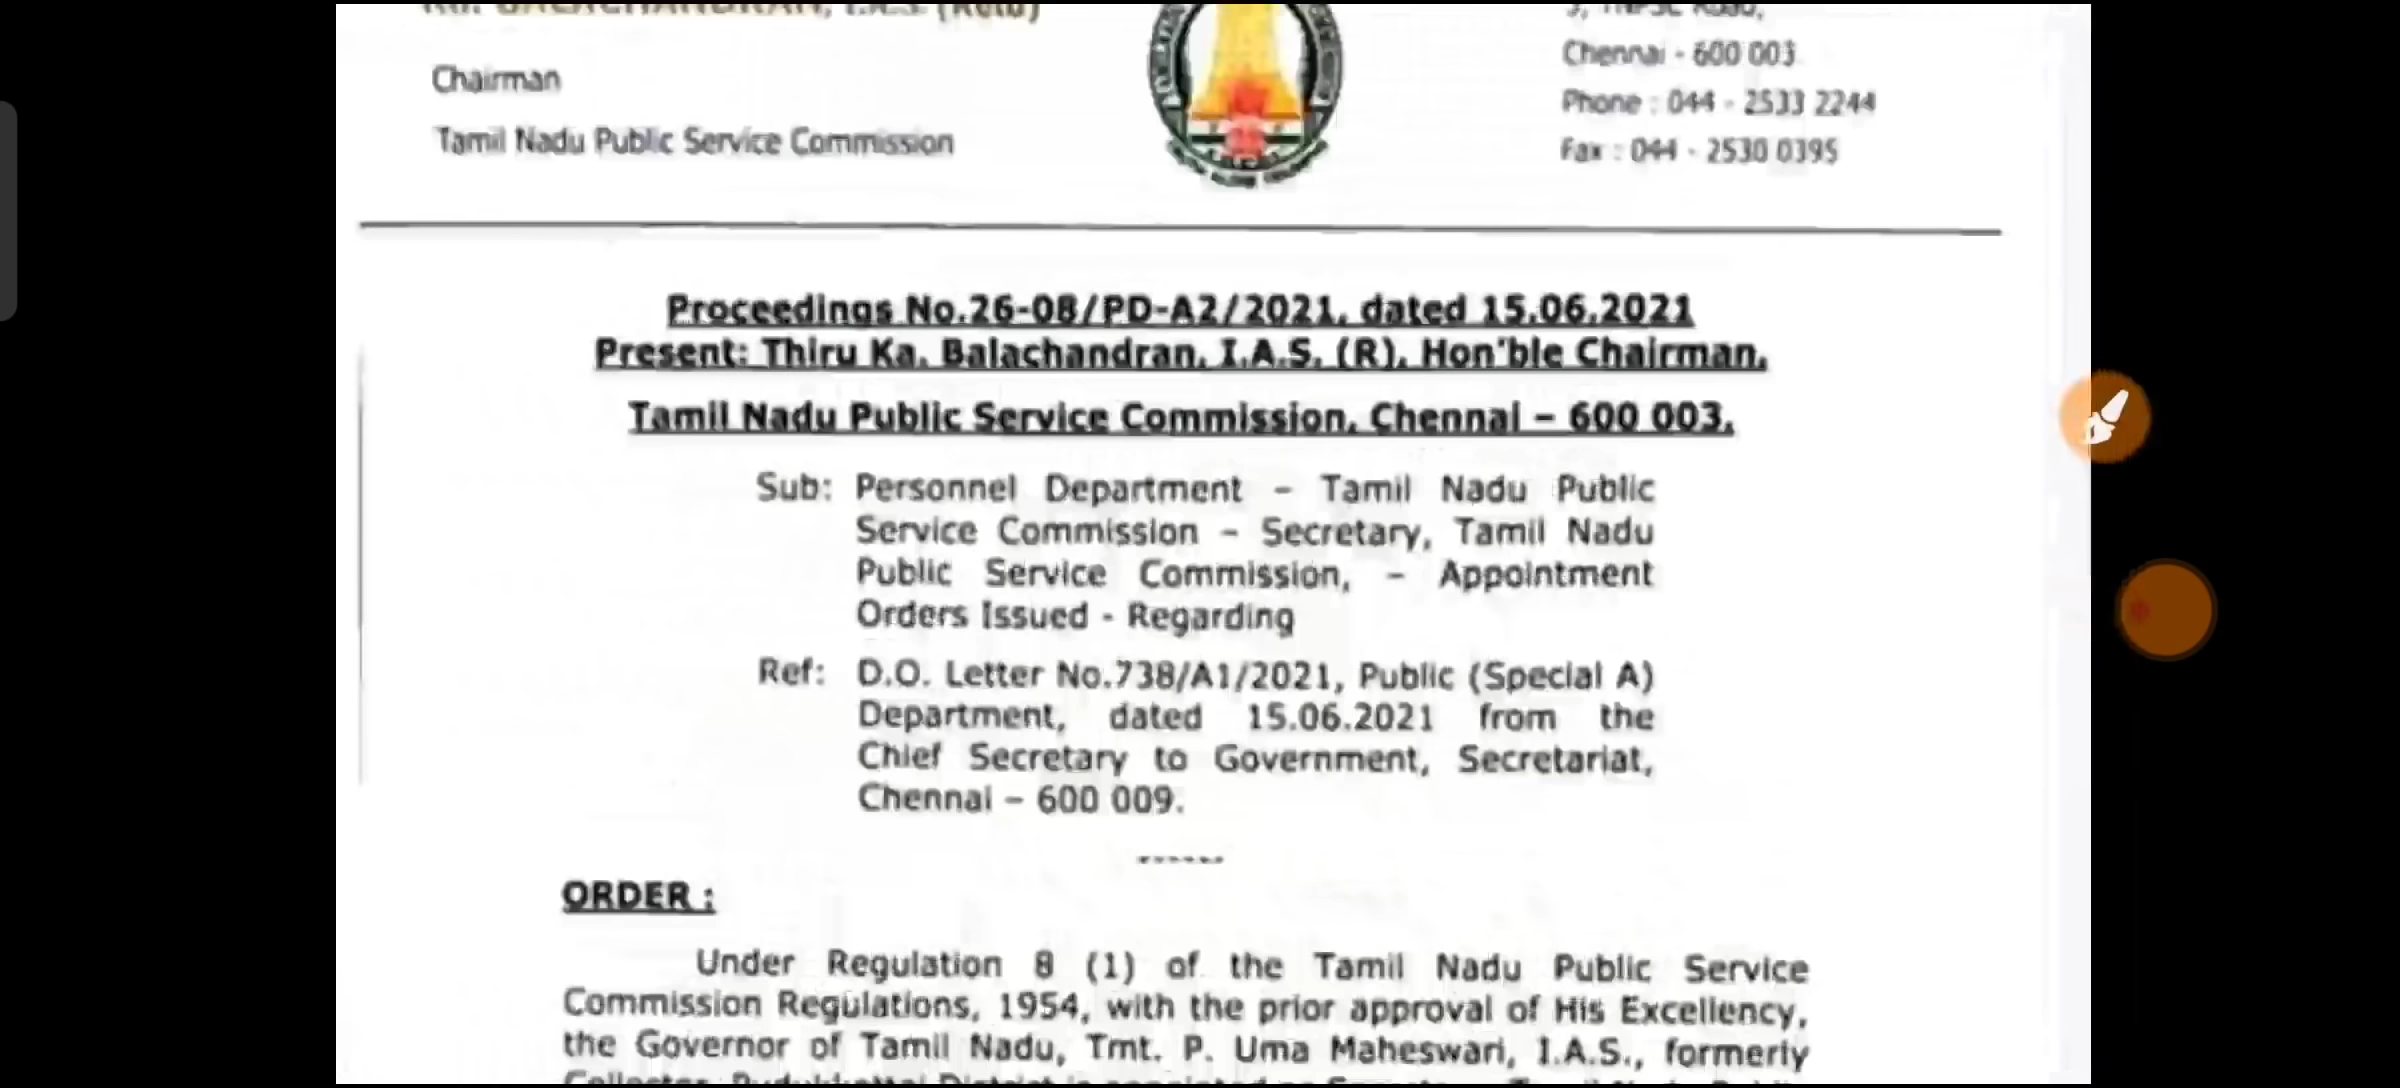 Ka. BALACHANDRAN, I.A.S (Retd)
Chairman
Tamil Nadu Public Service Commission
3, TNPSC Road,
Chennai - 600 003
Phone : 044 - 2533 2244
Fax : 044 - 2530 0395
Proceedings No.26-08/PD-A2/2021, dated 15.06.2021
Present: Thiru Ka. Balachandran, I.A.S. (R), Hon'ble Chairman,
Tamil Nadu Public Service Commission, Chennai – 600 003.
Sub: Personnel Department – Tamil Nadu Public
Service Commission – Secretary, Tamil Nadu
Public Service Commission, – Appointment
Orders Issued - Regarding
Ref: D.O. Letter No.738/A1/2021, Public (Special A)
Department, dated 15.06.2021 from the
Chief Secretary to Government, Secretariat,
Chennai – 600 009.
ORDER :
Under Regulation 8 (1) of the Tamil Nadu Public Service
Commission Regulations, 1954, with the prior approval of His Excellency,
the Governor of Tamil Nadu, Tmt. P. Uma Maheswari, I.A.S., formerly